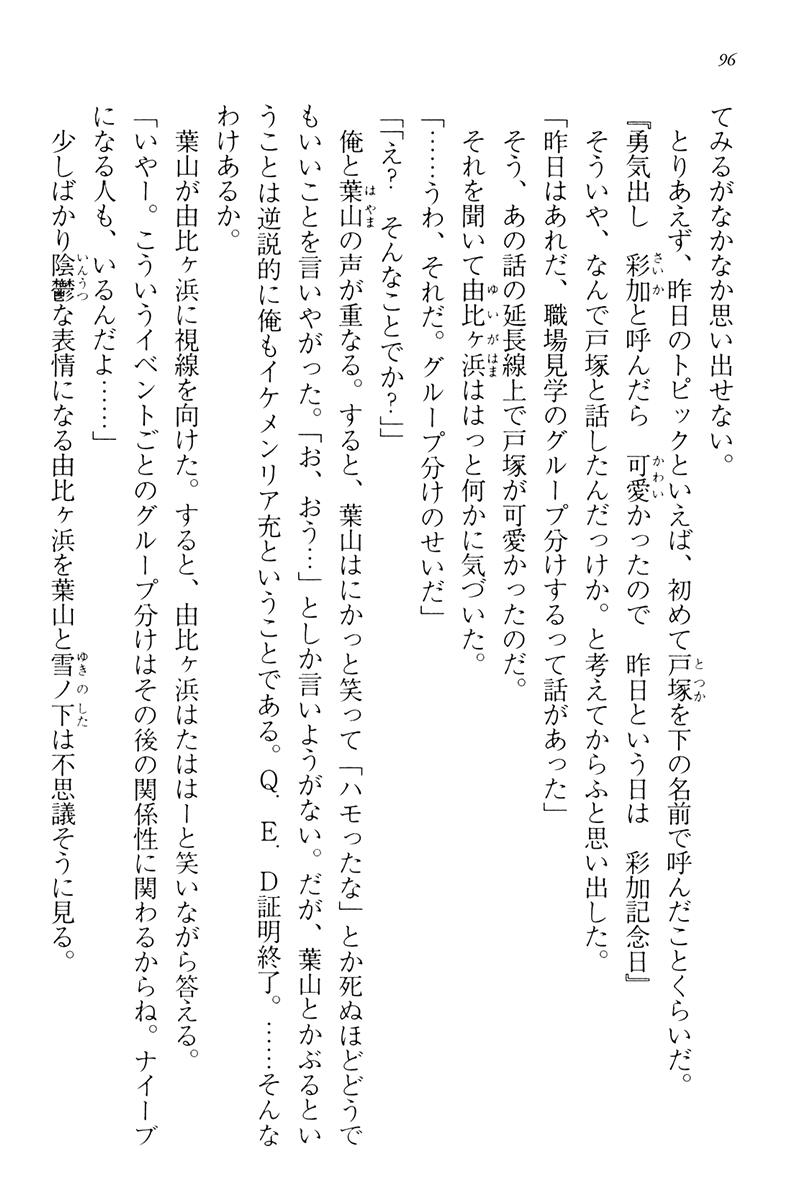 96
てみるがなかなか思い出せない。
とりあえず、昨日のトピックといえば、初めて戸塚を下の名前で呼んだことくらいだ。
『勇気出し　彩加と呼んだら　可愛かったので　昨日という日は　彩加記念日』
そういや、なんで戸塚と話したんだっけか。と考えてからふと思い出した。
「昨日はあれだ、職場見学のグループ分けするって話があった」
そう、あの話の延長線上で戸塚が可愛かったのだ。
それを聞いて由比ヶ浜ははっと何かに気づいた。
「……うわ、それだ。グループ分けのせいだ」
「「え？　そんなことでか？」」
俺と葉山の声が重なる。すると、葉山はにかっと笑って「ハモったな」とか死ぬほどどうで
もいいことを言いやがった。「お、おう…」としか言いようがない。だが、葉山とかぶるとい
うことは逆説的に俺もイケメンリア充ということである。Q．E．D証明終了。……そんな
わけあるか。
葉山が由比ヶ浜に視線を向けた。すると、由比ヶ浜はたははーと笑いながら答える。
「いやー。こういうイベントごとのグループ分けはその後の関係性に関わるからね。ナイーブ
になる人も、いるんだよ……」
少しばかり陰鬱な表情になる由比ヶ浜を葉山と雪ノ下は不思議そうに見る。